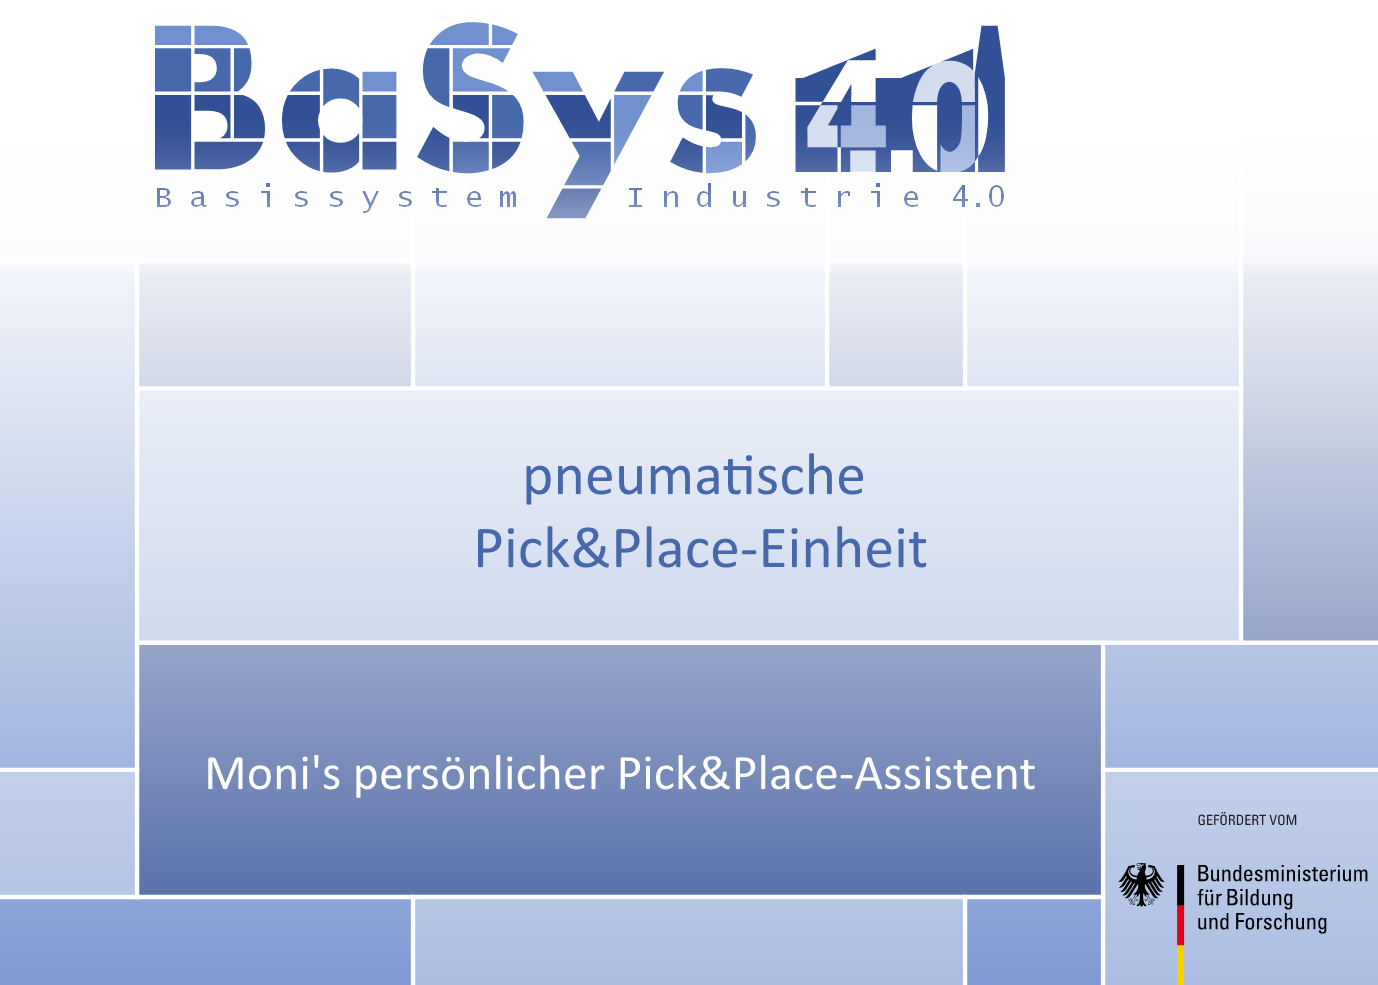 BaSys 4.0
Basissystem Industrie 4.0
pneumatische
Pick&Place-Einheit
Moni's persönlicher Pick&Place-Assistent
GEFÖRDERT VOM
Bundesministerium
für Bildung
und Forschung